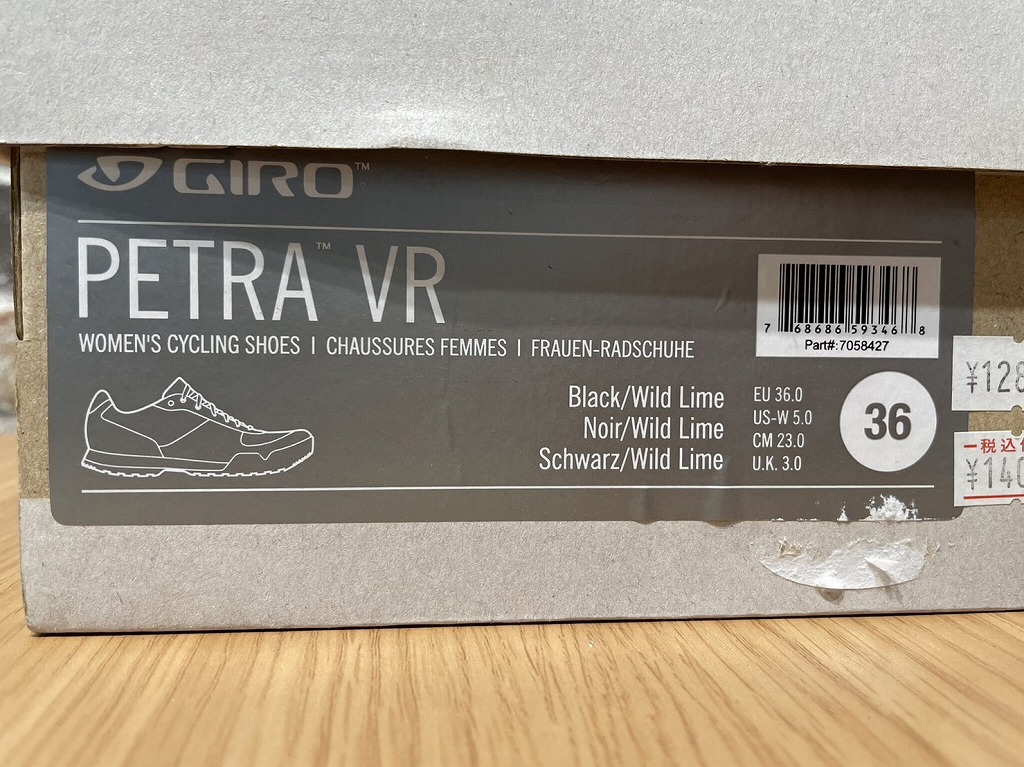 GIRO™
PETRA™ VR
WOMEN'S CYCLING SHOES | CHAUSSURES FEMMES | FRAUEN-RADSCHUHE
7 68686 59346 8
Part#:7058427
Black/Wild Lime
Noir/Wild Lime
Schwarz/Wild Lime
EU 36.0
US-W 5.0
CM 23.0
U.K. 3.0
36
¥128
税込
¥140